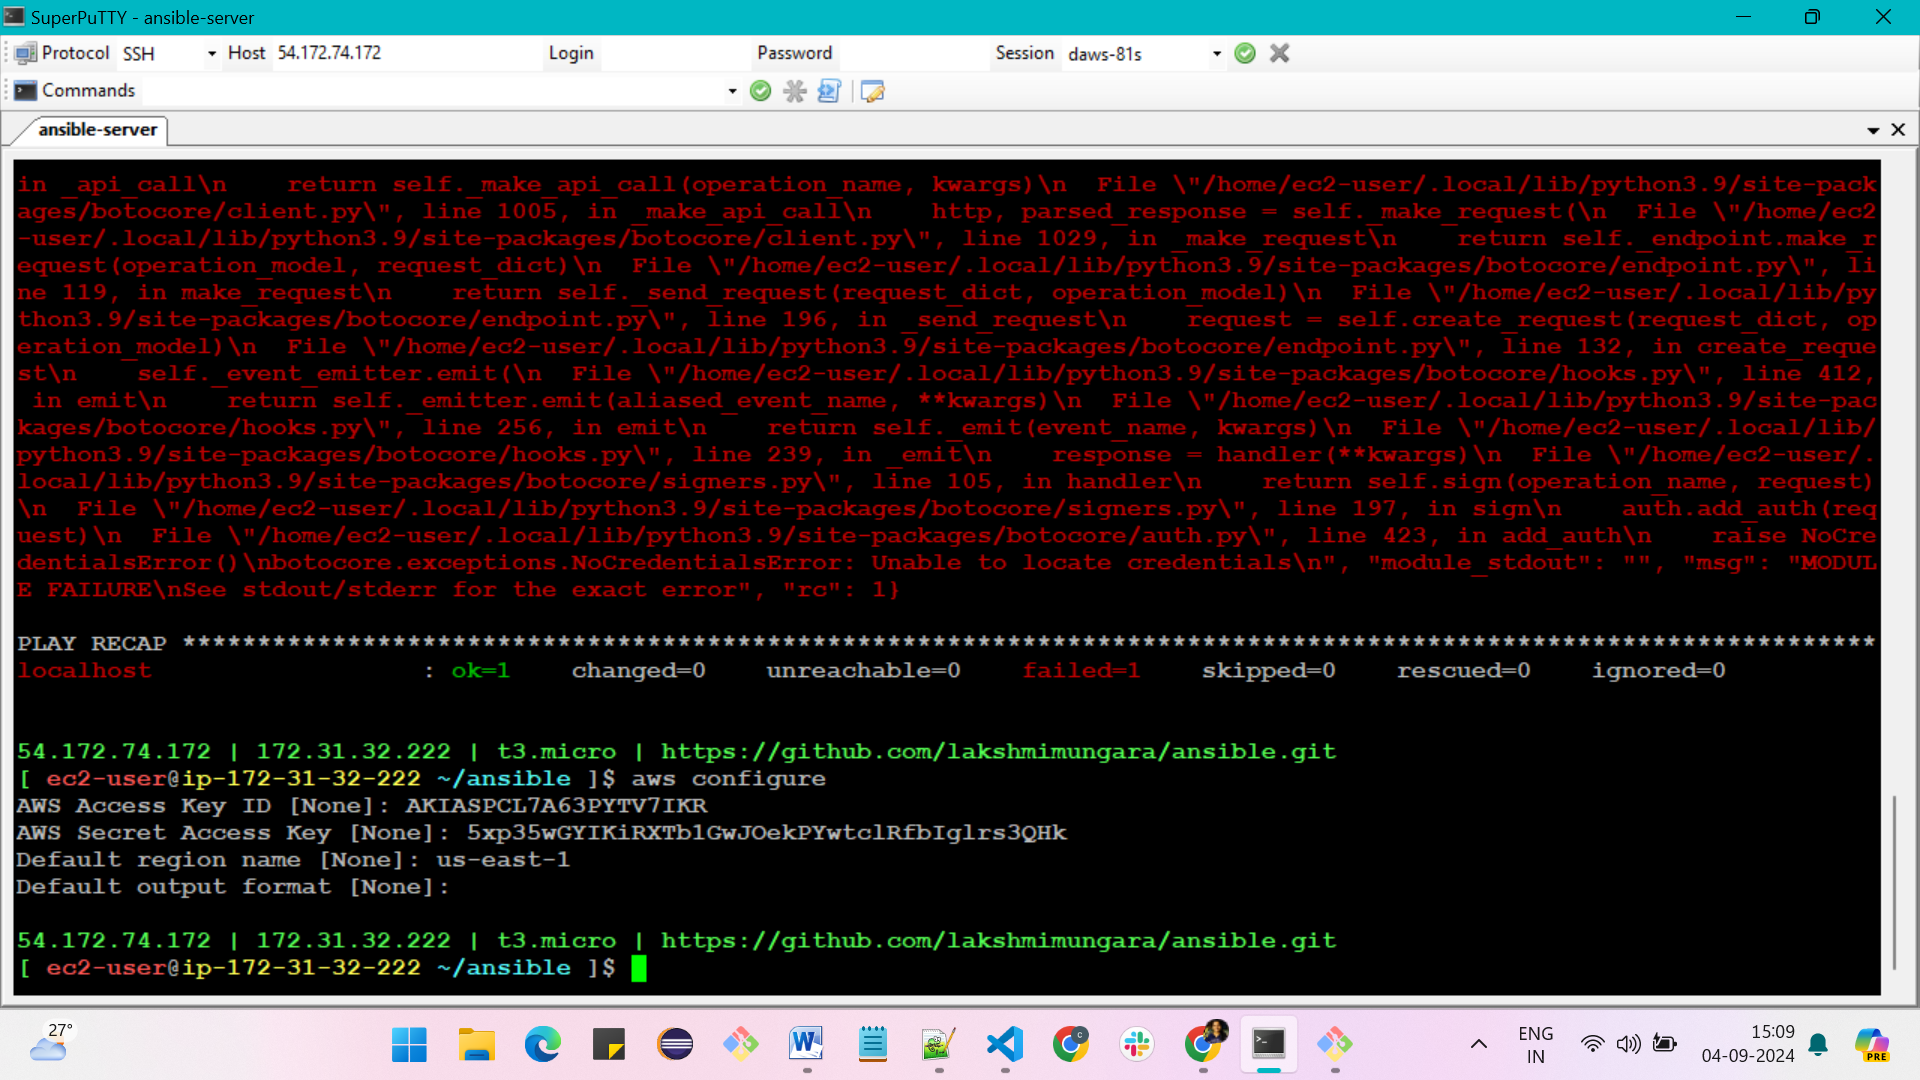 SuperPuTTY - ansible-server
Protocol SSH Host 54.172.74.172 Login Password Session daws-81s
Commands
ansible-server
in _api_call\n    return self._make_api_call(operation_name, kwargs)\n  File \"/home/ec2-user/.local/lib/python3.9/site-pack
ages/botocore/client.py\", line 1005, in _make_api_call\n    http, parsed_response = self._make_request(\n  File \"/home/ec2
-user/.local/lib/python3.9/site-packages/botocore/client.py\", line 1029, in _make_request\n    return self._endpoint.make_r
equest(operation_model, request_dict)\n  File \"/home/ec2-user/.local/lib/python3.9/site-packages/botocore/endpoint.py\", li
ne 119, in make_request\n    return self._send_request(request_dict, operation_model)\n  File \"/home/ec2-user/.local/lib/py
thon3.9/site-packages/botocore/endpoint.py\", line 196, in _send_request\n    request = self.create_request(request_dict, op
eration_model)\n  File \"/home/ec2-user/.local/lib/python3.9/site-packages/botocore/endpoint.py\", line 132, in create_reque
st\n    self._event_emitter.emit(\n  File \"/home/ec2-user/.local/lib/python3.9/site-packages/botocore/hooks.py\", line 412,
 in emit\n    return self._emitter.emit(aliased_event_name, **kwargs)\n  File \"/home/ec2-user/.local/lib/python3.9/site-pac
kages/botocore/hooks.py\", line 256, in emit\n    return self._emit(event_name, kwargs)\n  File \"/home/ec2-user/.local/lib/
python3.9/site-packages/botocore/hooks.py\", line 239, in _emit\n    response = handler(**kwargs)\n  File \"/home/ec2-user/.
local/lib/python3.9/site-packages/botocore/signers.py\", line 105, in handler\n    return self.sign(operation_name, request)
\n  File \"/home/ec2-user/.local/lib/python3.9/site-packages/botocore/signers.py\", line 197, in sign\n    auth.add_auth(req
uest)\n  File \"/home/ec2-user/.local/lib/python3.9/site-packages/botocore/auth.py\", line 423, in add_auth\n    raise NoCre
dentialsError()\nbotocore.exceptions.NoCredentialsError: Unable to locate credentials\n", "module_stdout": "", "msg": "MODUL
E FAILURE\nSee stdout/stderr for the exact error", "rc": 1}
PLAY RECAP *****************************************************************************************************************
localhost                  : ok=1    changed=0    unreachable=0    failed=1    skipped=0    rescued=0    ignored=0
54.172.74.172 | 172.31.32.222 | t3.micro | https://github.com/lakshmimungara/ansible.git
[ ec2-user@ip-172-31-32-222 ~/ansible ]$ aws configure
AWS Access Key ID [None]: AKIASPCL7A63PYTV7IKR
AWS Secret Access Key [None]: 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
Default region name [None]: us-east-1
Default output format [None]:
54.172.74.172 | 172.31.32.222 | t3.micro | https://github.com/lakshmimungara/ansible.git
[ ec2-user@ip-172-31-32-222 ~/ansible ]$
27°
ENG
IN
15:09
04-09-2024
PRE